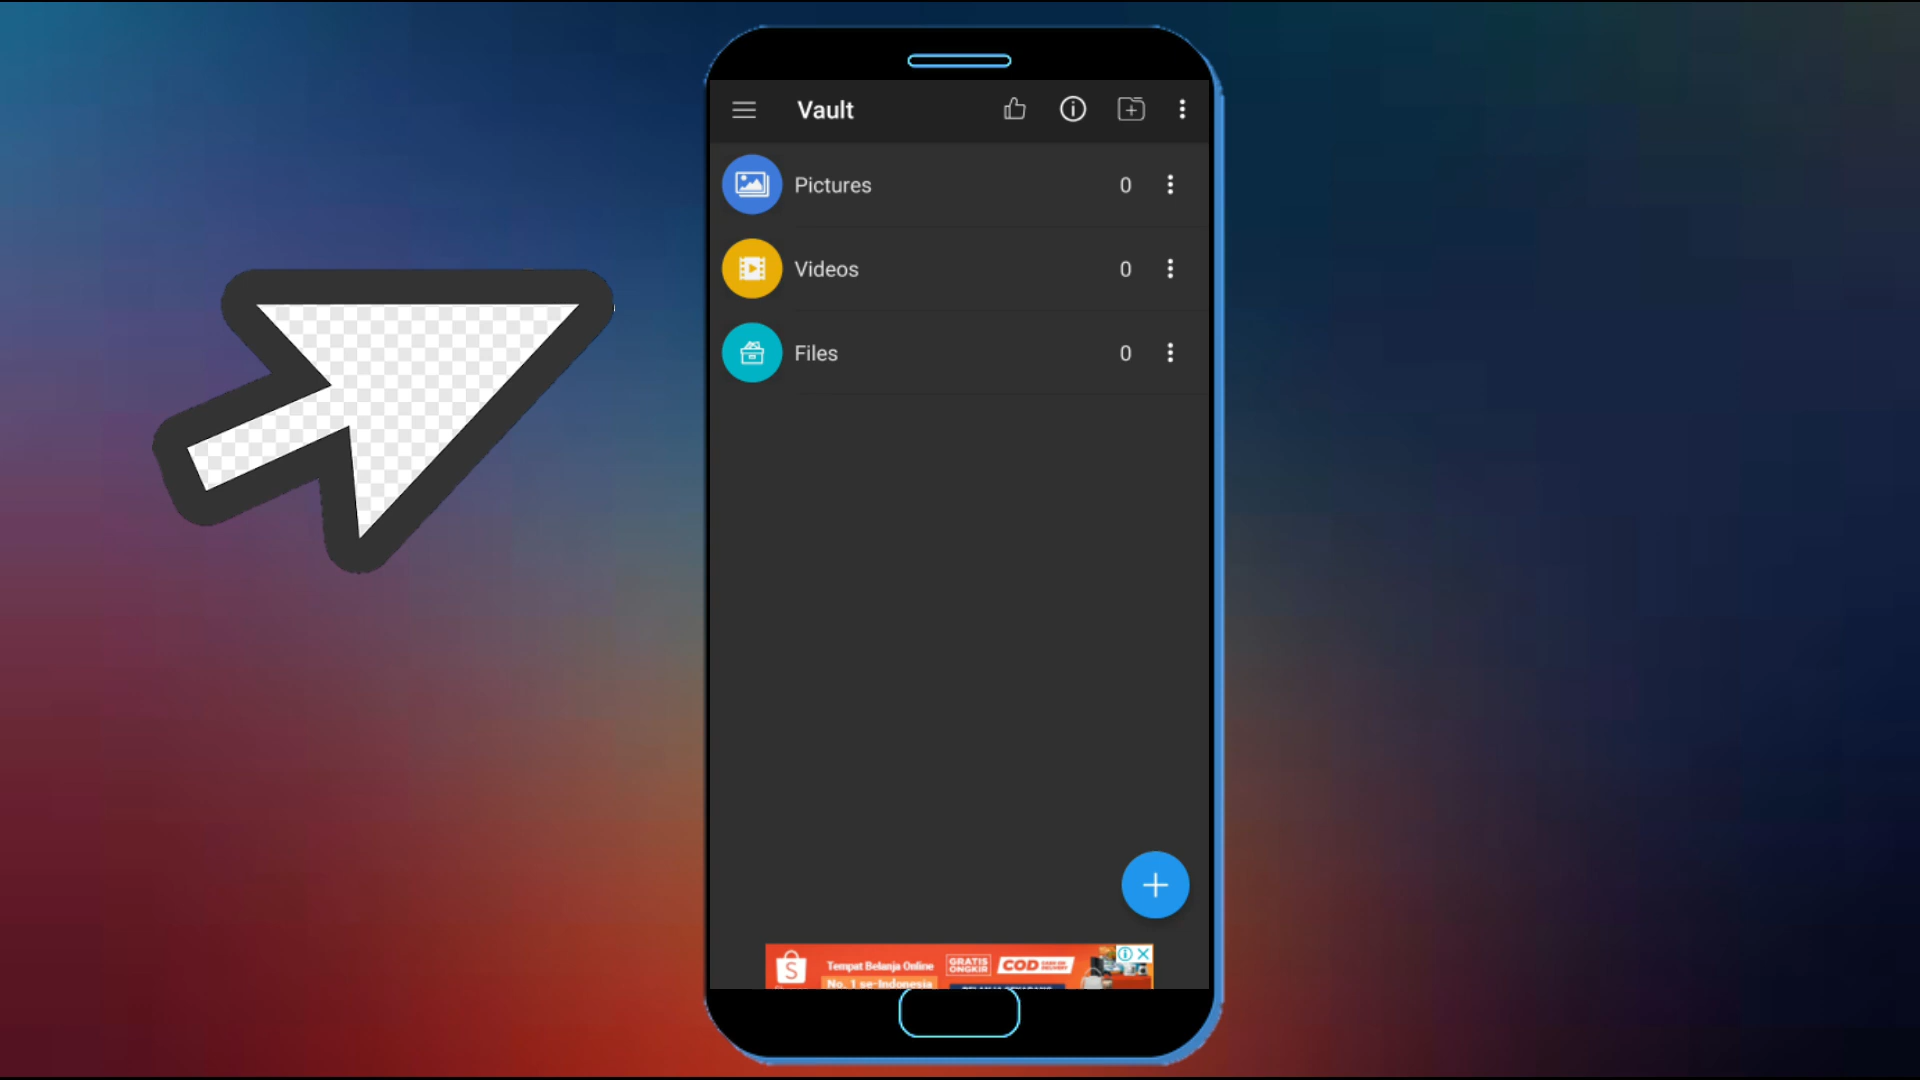 Vault
Pictures 0
Videos 0
Files 0
Tempat Belanja Online
No. 1 se-Indonesia
GRATIS
ONGKIR
COD
S